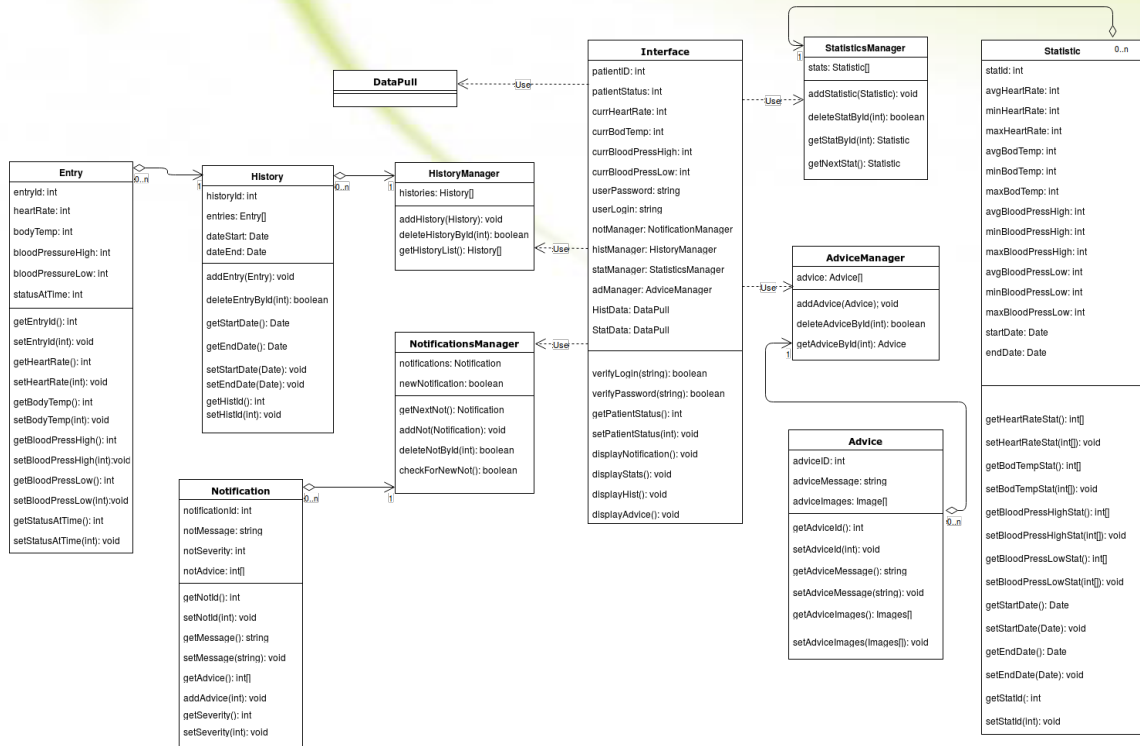 DataPull
Use
Interface
patientID: int
patientStatus: int
currHeartRate: int
currBodTemp: int
currBloodPressHigh: int
currBloodPressLow: int
userPassword: string
userLogin: string
notManager: NotificationManager
histManager: HistoryManager
statManager: StatisticsManager
adManager: AdviceManager
HistData: DataPull
StatData: DataPull
verifyLogin(string): boolean
verifyPassword(string): boolean
getPatientStatus(): int
setPatientStatus(int): void
displayNotification(): void
displayStats(): void
displayHist(): void
displayAdvice(): void
Use
StatisticsManager
stats: Statistic[]
addStatistic(Statistic): void
deleteStatById(int): boolean
getStatById(int): Statistic
getNextStat(): Statistic
1
0..n
Statistic
statId: int
avgHeartRate: int
minHeartRate: int
maxHeartRate: int
avgBodTemp: int
minBodTemp: int
maxBodTemp: int
avgBloodPressHigh: int
minBloodPressHigh: int
maxBloodPressHigh: int
avgBloodPressLow: int
minBloodPressLow: int
maxBloodPressLow: int
startDate: Date
endDate: Date
getHeartRateStat(): int[]
setHeartRateStat(int[]): void
getBodTempStat(): int[]
setBodTempStat(int[]): void
getBloodPressHighStat(): int[]
setBloodPressHighStat(int[]): void
getBloodPressLowStat(): int[]
setBloodPressLowStat(int[]): void
getStartDate(): Date
setStartDate(Date): void
getEndDate(): Date
setEndDate(Date): void
getStatId(: int
setStatId(int): void
Entry
entryId: int
heartRate: int
bodyTemp: int
bloodPressureHigh: int
bloodPressureLow: int
statusAtTime: int
getEntryId(): int
setEntryId(int): void
getHeartRate(): int
setHeartRate(int): void
getBodyTemp(): int
setBodyTemp(int): void
getBloodPressHigh(): int
setBloodPressHigh(int):void
getBloodPressLow(): int
setBloodPressLow(int):void
getStatusAtTime(): int
setStatusAtTime(int): void
0..n
1
History
historyId: int
entries: Entry[]
dateStart: Date
dateEnd: Date
addEntry(Entry): void
deleteEntryById(int): boolean
getStartDate(): Date
getEndDate(): Date
setStartDate(Date): void
setEndDate(Date): void
getHistId(): int
setHistId(int): void
0..n
1
HistoryManager
histories: History[]
addHistory(History): void
deleteHistoryById(int): boolean
getHistoryList(): History[]
Use
NotificationsManager
notifications: Notification
newNotification: boolean
getNextNot(): Notification
addNot(Notification): void
deleteNotById(int): boolean
checkForNewNot(): boolean
Use
Notification
notificationId: int
notMessage: string
notSeverity: int
notAdvice: int[]
getNotId(): int
setNotId(int): void
getMessage(): string
setMessage(string): void
getAdvice(): int[]
addAdvice(int): void
getSeverity(): int
setSeverity(int): void
0..n
1
Use
AdviceManager
advice: Advice[]
addAdvice(Advice); void
deleteAdviceById(int): boolean
getAdviceById(int): Advice
1
Advice
adviceID: int
adviceMessage: string
adviceImages: Image[]
getAdviceId(): int
setAdviceId(int): void
getAdviceMessage(): string
setAdviceMessage(string): void
getAdviceImages(): Images[]
setAdviceImages(Images[]): void
0..n